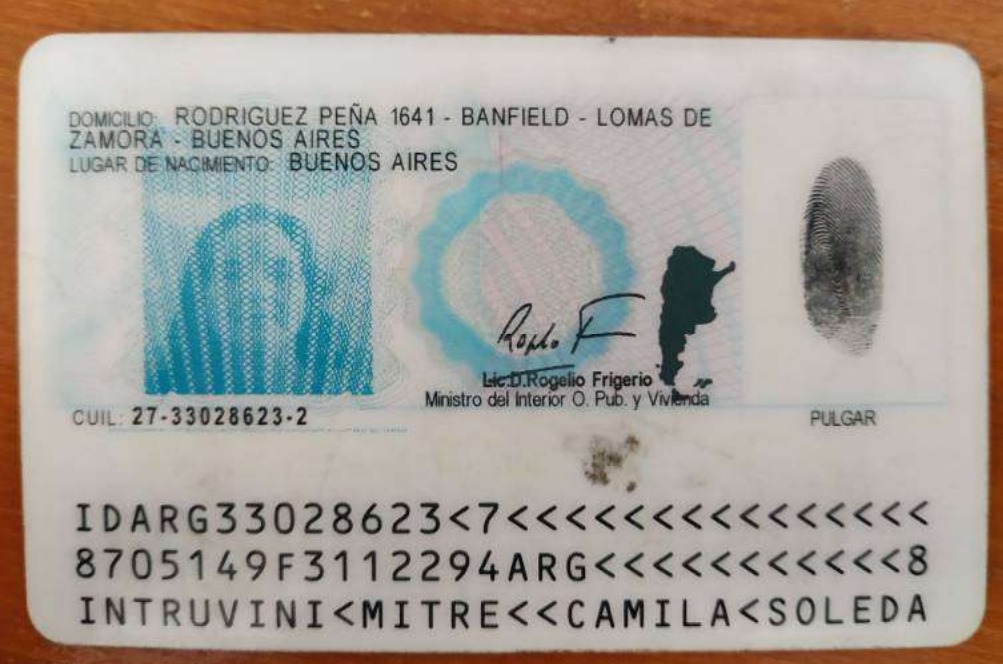 DOMICILIO: RODRIGUEZ PEÑA 1641 - BANFIELD - LOMAS DE
ZAMORA - BUENOS AIRES
LUGAR DE NACIMIENTO: BUENOS AIRES
Lic.D.Rogelio Frigerio
Ministro del Interior O. Pub. y Vivienda
CUIL: 27-33028623-2
PULGAR
IDARG33028623<7<<<<<<<<<<<<<<<
8705149F3112294ARG<<<<<<<<<<<8
INTRUVINI<MITRE<<CAMILA<SOLEDA